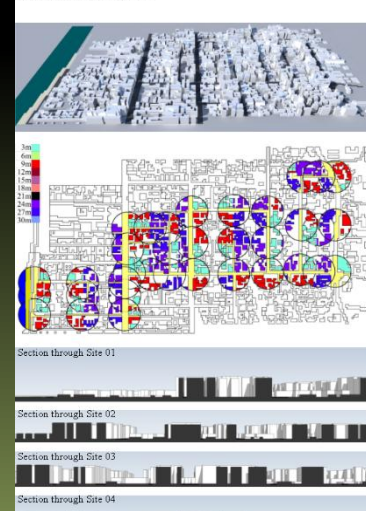 3m
6m
9m
12m
15m
18m
21m
24m
27m
30m
Section through Site 01
Section through Site 02
Section through Site 03
Section through Site 04